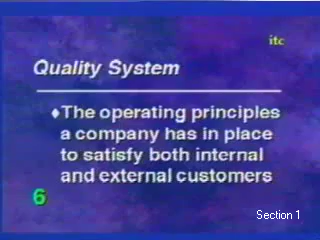 itc
Quality System
♦The operating principles
a company has in place
to satisfy both internal
and external customers
6
Section 1